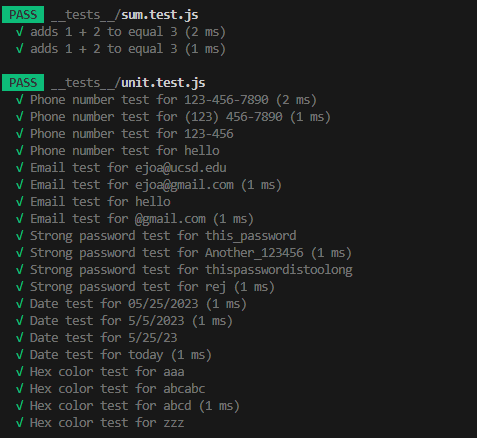 PASS __tests__/sum.test.js
√ adds 1 + 2 to equal 3 (2 ms)
√ adds 1 + 2 to equal 3 (1 ms)
PASS __tests__/unit.test.js
√ Phone number test for 123-456-7890 (2 ms)
√ Phone number test for (123) 456-7890 (1 ms)
√ Phone number test for 123-456
√ Phone number test for hello
√ Email test for ejoa@ucsd.edu
√ Email test for ejoa@gmail.com (1 ms)
√ Email test for hello
√ Email test for @gmail.com (1 ms)
√ Strong password test for this_password
√ Strong password test for Another_123456 (1 ms)
√ Strong password test for thispasswordistoolong
√ Strong password test for rej (1 ms)
√ Date test for 05/25/2023 (1 ms)
√ Date test for 5/5/2023 (1 ms)
√ Date test for 5/25/23
√ Date test for today (1 ms)
√ Hex color test for aaa
√ Hex color test for abcabc
√ Hex color test for abcd (1 ms)
√ Hex color test for zzz